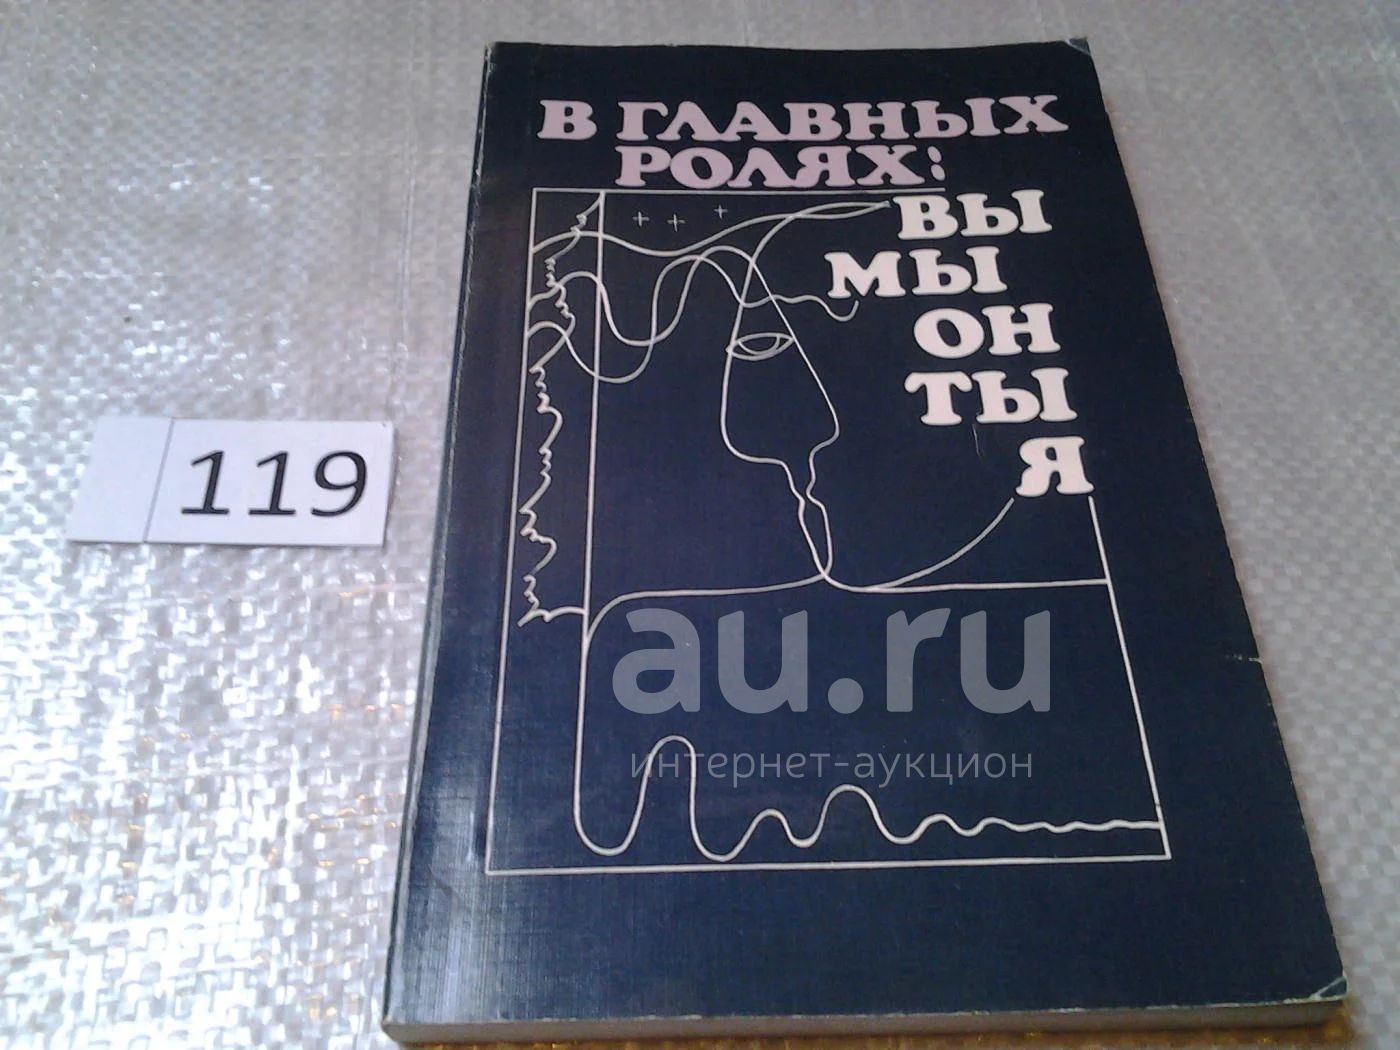 В ГЛАВНЫХ
РОЛЯХ:
ВЫ
МЫ
ОН
ТЫ
Я
119
au.ru
интернет-аукцион